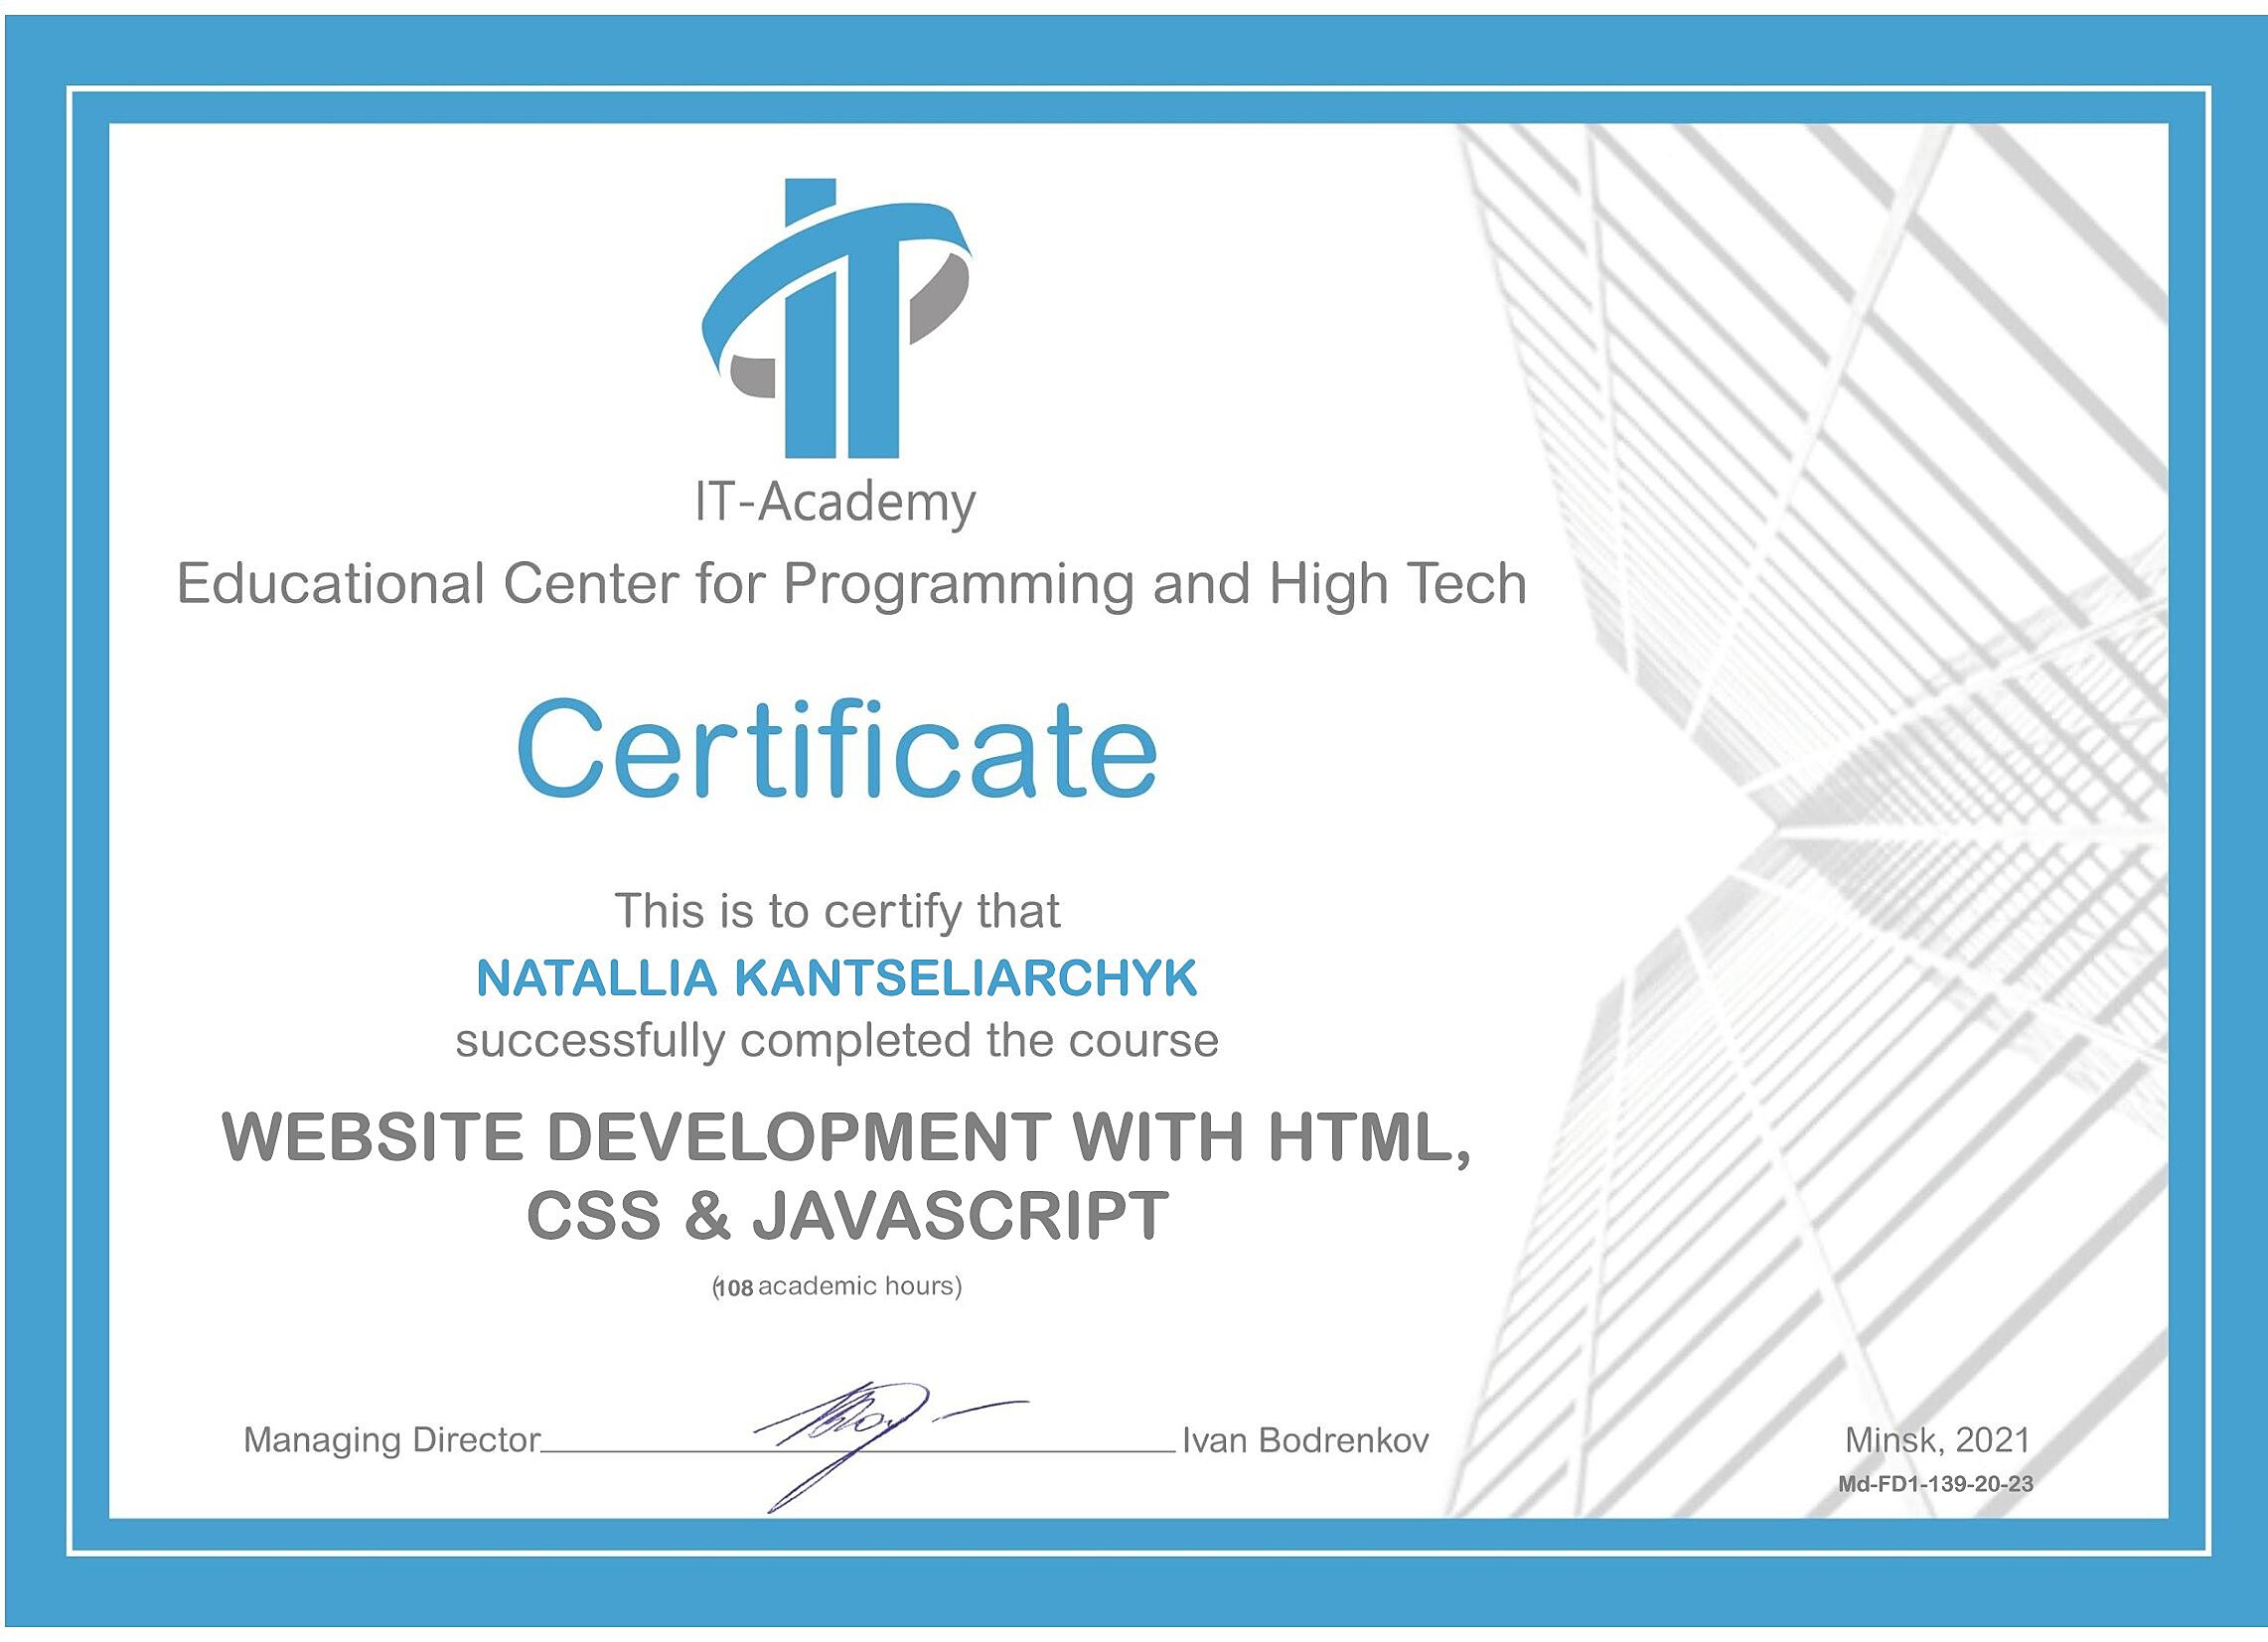 IT-Academy
Educational Center for Programming and High Tech
Certificate
This is to certify that
NATALLIA KANTSELIARCHYK
successfully completed the course
WEBSITE DEVELOPMENT WITH HTML,
CSS & JAVASCRIPT
(108 academic hours)
Managing Director Ivan Bodrenkov
Minsk, 2021
Md-FD1-139-20-23